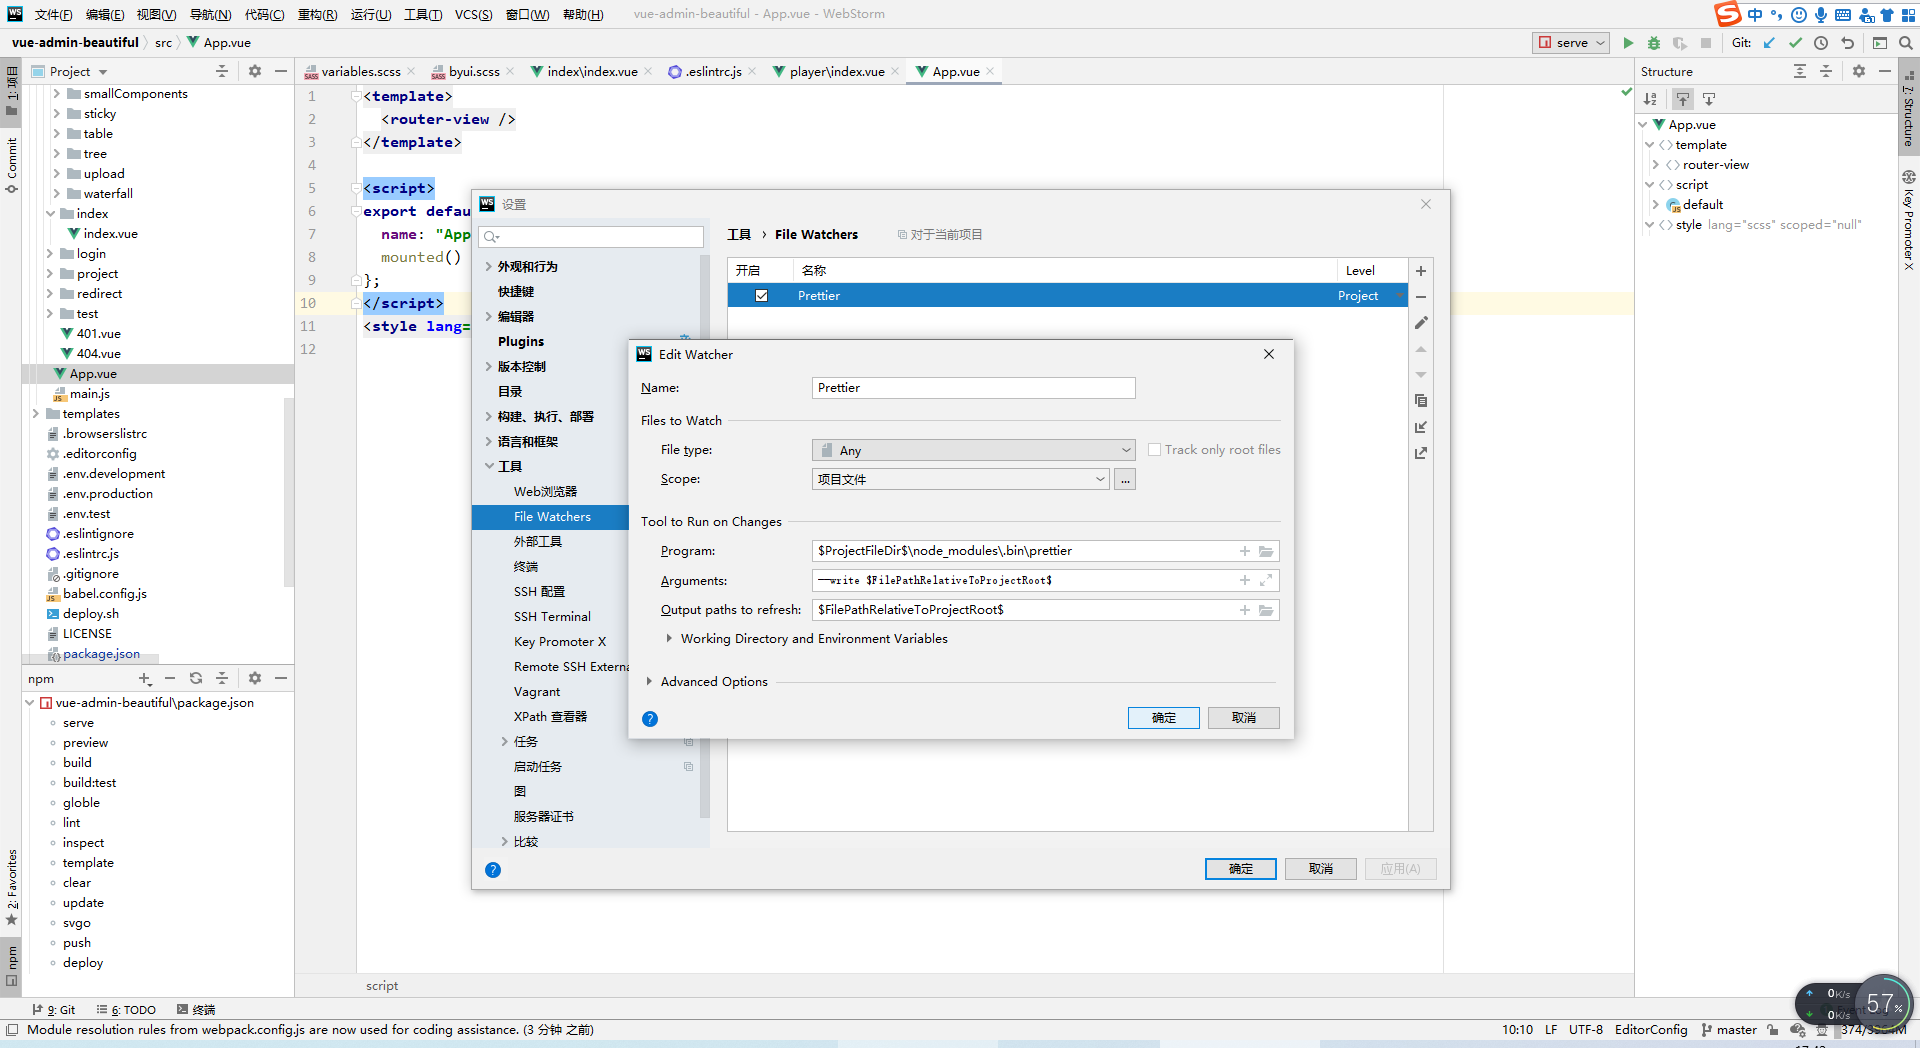 文件(F) 编辑(E) 视图(V) 导航(N) 代码(C) 重构(R) 运行(U) 工具(T) VCS(S) 窗口(W) 帮助(H) vue-admin-beautiful - App.vue - WebStorm
vue-admin-beautiful src App.vue
serve Git:
1: 项目
Commit
2: Favorites
npm
Project
smallComponents
sticky
table
tree
upload
waterfall
index
index.vue
login
project
redirect
test
401.vue
404.vue
App.vue
main.js
templates
.browserslistrc
.editorconfig
.env.development
.env.production
.env.test
.eslintignore
.eslintrc.js
.gitignore
babel.config.js
deploy.sh
LICENSE
package.json
npm
vue-admin-beautiful\package.json
serve
preview
build
build:test
globle
lint
inspect
template
clear
update
svgo
push
deploy
variables.scss byui.scss index\index.vue .eslintrc.js player\index.vue App.vue
1 <template>
2 <router-view />
3 </template>
4
5 <script>
6 export defau
7 name: "App
8 mounted()
9 };
10 </script>
11 <style lang=
12
script
设置
外观和行为
快捷键
编辑器
Plugins
版本控制
目录
构建、执行、部署
语言和框架
工具
Web浏览器
File Watchers
外部工具
终端
SSH 配置
SSH Terminal
Key Promoter X
Remote SSH Externa
Vagrant
XPath 查看器
任务
启动任务
图
服务器证书
比较
工具 › File Watchers 对于当前项目
开启 名称 Level
Prettier Project
确定 取消 应用(A)
Edit Watcher
Name: Prettier
Files to Watch
File type: Any Track only root files
Scope: 项目文件 ...
Tool to Run on Changes
Program: $ProjectFileDir$\node_modules\.bin\prettier
Arguments: --write $FilePathRelativeToProjectRoot$
Output paths to refresh: $FilePathRelativeToProjectRoot$
Working Directory and Environment Variables
Advanced Options
? 确定 取消
Structure
App.vue
template
router-view
script
default
style lang="scss" scoped="null"
7: Structure
Key Promoter X
9: Git 6: TODO 终端
Module resolution rules from webpack.config.js are now used for coding assistance. (3 分钟 之前)
10:10 LF UTF-8 EditorConfig master
0K/s
0K/s
57%